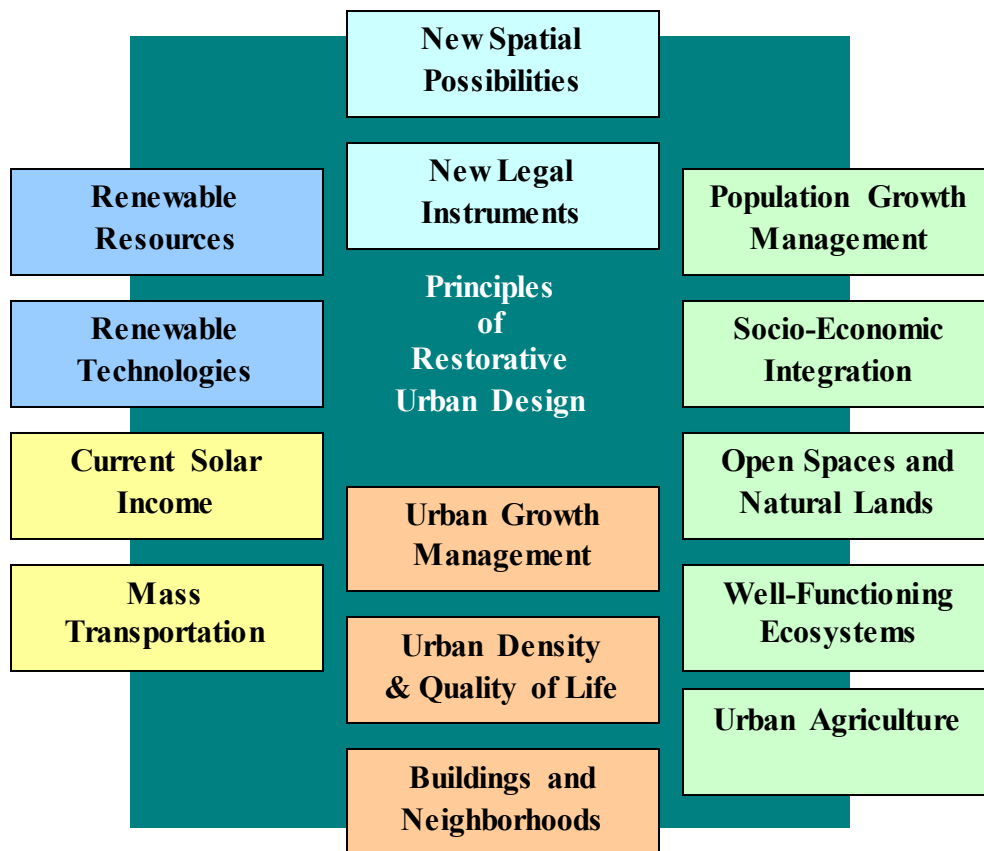 New Spatial
Possibilities
New Legal
Instruments
Renewable
Resources
Population Growth
Management
Principles
of
Restorative
Urban Design
Renewable
Technologies
Socio-Economic
Integration
Current Solar
Income
Open Spaces and
Natural Lands
Urban Growth
Management
Mass
Transportation
Well-Functioning
Ecosystems
Urban Density
& Quality of Life
Urban Agriculture
Buildings and
Neighborhoods